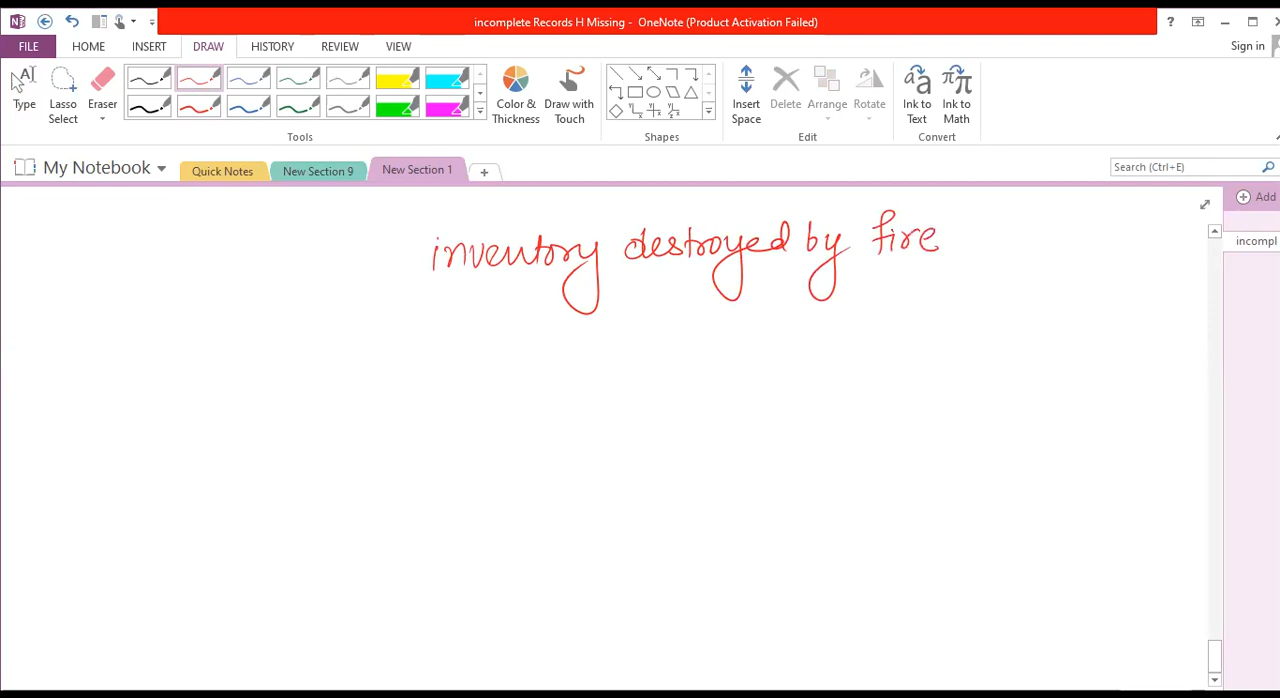 incomplete Records H Missing - OneNote (Product Activation Failed)
?
FILE HOME INSERT DRAW HISTORY REVIEW VIEW
Sign in
Type Lasso Select Eraser
Color & Thickness Draw with Touch
Insert Space Delete Arrange Rotate Ink to Text Ink to Math
Tools Shapes Edit Convert
My Notebook Quick Notes New Section 9 New Section 1
Search (Ctrl+E)
Add
incompl
inventory destroyed by fire